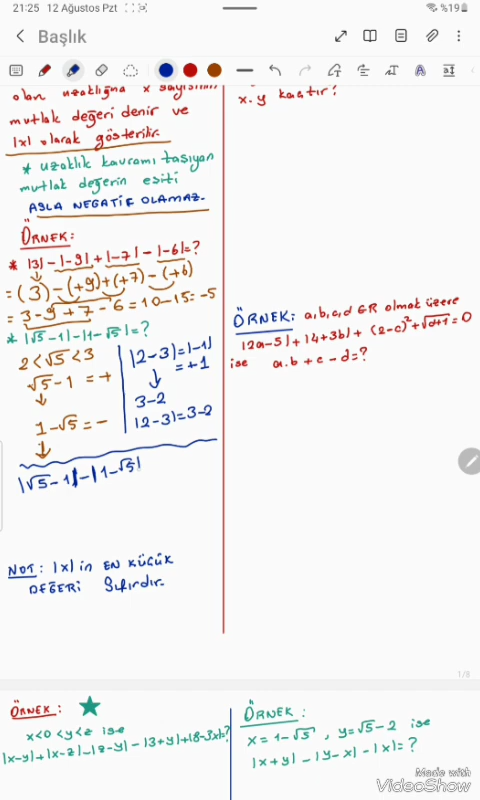 21:25 12 Ağustos Pzt
%19
Başlık
olan uzaklığına x sayısının
mutlak değeri denir ve
|x| olarak gösterilir.
* uzaklık kavramı taşıyan
mutlak değerin eşiti
ASLA NEGATİF OLAMAZ.
ÖRNEK:
* |3|-|-9|+|-7|-|-6|=?
=(3)-(+9)+(+7)-(+6)
=3-9+7-6=10-15=-5
* |√5-1|-|1-√5|=?
2<√5<3
√5-1=+
1-√5=-
|2-3|=|-1|
=+1
3-2
|2-3|=3-2
|√5-1|-|1-√5|
NOT: |x| in EN KÜÇÜK
DEĞERİ Sıfırdır.
x.y kaçtır?
ÖRNEK: a,b,c,d ∈R olmak üzere
|2a-5|+|4+3b|+(2-c)²+√d+1=0
ise a.b+c-d=?
1/8
ÖRNEK:
x<0<y<z ise
|x-y|+|x-z|-|z-y|-|3+y|+|8-3x|=?
ÖRNEK:
x=1-√5, y=√5-2 ise
|x+y|-|y-x|-|x|=?
Made with
VideoShow